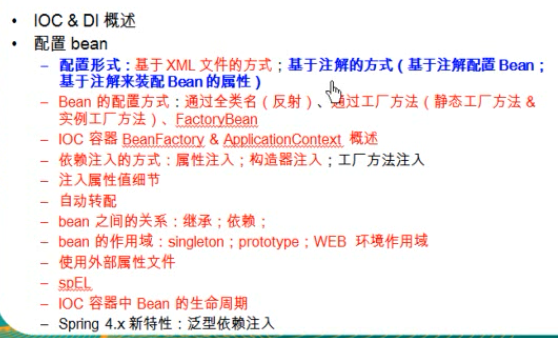 • IOC & DI 概述
• 配置 bean
– 配置形式：基于 XML 文件的方式；基于注解的方式（基于注解配置 Bean；
基于注解来装配 Bean 的属性）
– Bean 的配置方式：通过全类名（反射）、通过工厂方法（静态工厂方法 &
实例工厂方法）、FactoryBean
– IOC 容器 BeanFactory & ApplicationContext 概述
– 依赖注入的方式：属性注入；构造器注入；工厂方法注入
– 注入属性值细节
– 自动转配
– bean 之间的关系：继承；依赖；
– bean 的作用域：singleton；prototype；WEB 环境作用域
– 使用外部属性文件
– spEL
– IOC 容器中 Bean 的生命周期
– Spring 4.x 新特性：泛型依赖注入